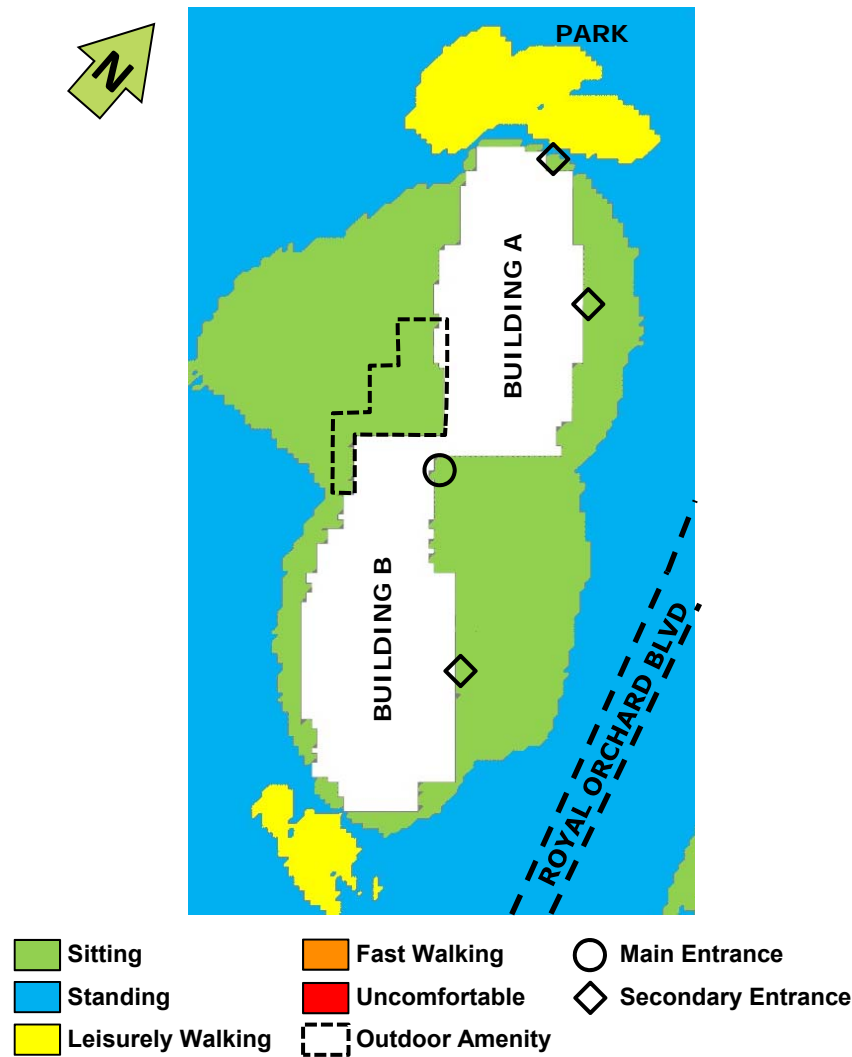 N
PARK
BUILDING A
BUILDING B
ROYAL ORCHARD BLVD
Sitting
Fast Walking
Main Entrance
Standing
Uncomfortable
Secondary Entrance
Leisurely Walking
Outdoor Amenity